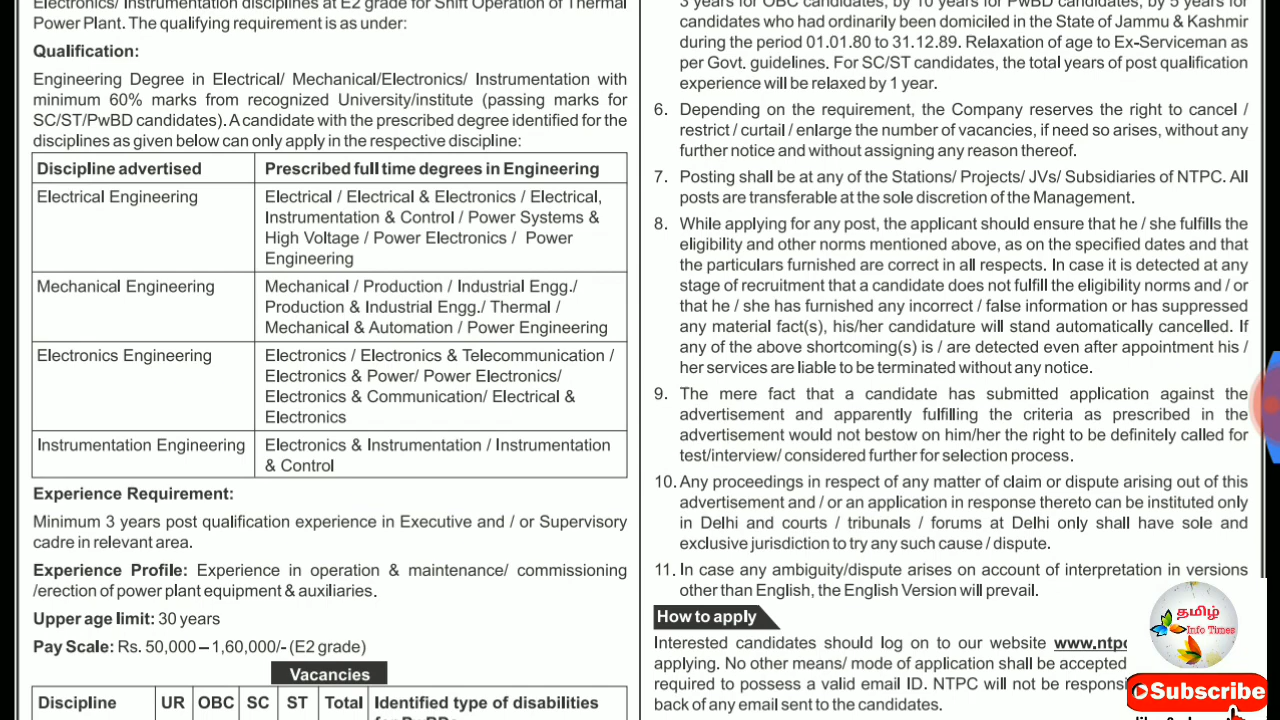 Electronics/ Instrumentation disciplines at E2 grade for Shift Operation of Thermal
Power Plant. The qualifying requirement is as under:
Qualification:
Engineering Degree in Electrical/ Mechanical/Electronics/ Instrumentation with
minimum 60% marks from recognized University/institute (passing marks for
SC/ST/PwBD candidates). A candidate with the prescribed degree identified for the
disciplines as given below can only apply in the respective discipline:
Discipline advertised
Prescribed full time degrees in Engineering
Electrical Engineering
Electrical / Electrical & Electronics / Electrical,
Instrumentation & Control / Power Systems &
High Voltage / Power Electronics / Power
Engineering
Mechanical Engineering
Mechanical / Production / Industrial Engg./
Production & Industrial Engg./ Thermal /
Mechanical & Automation / Power Engineering
Electronics Engineering
Electronics / Electronics & Telecommunication /
Electronics & Power/ Power Electronics/
Electronics & Communication/ Electrical &
Electronics
Instrumentation Engineering
Electronics & Instrumentation / Instrumentation
& Control
Experience Requirement:
Minimum 3 years post qualification experience in Executive and / or Supervisory
cadre in relevant area.
Experience Profile: Experience in operation & maintenance/ commissioning
/erection of power plant equipment & auxiliaries.
Upper age limit: 30 years
Pay Scale: Rs. 50,000 – 1,60,000/- (E2 grade)
Vacancies
Discipline UR OBC SC ST Total Identified type of disabilities
for PwBDs
3 years for OBC candidates, by 10 years for PwBD candidates, by 5 years for
candidates who had ordinarily been domiciled in the State of Jammu & Kashmir
during the period 01.01.80 to 31.12.89. Relaxation of age to Ex-Serviceman as
per Govt. guidelines. For SC/ST candidates, the total years of post qualification
experience will be relaxed by 1 year.
6. Depending on the requirement, the Company reserves the right to cancel /
restrict / curtail / enlarge the number of vacancies, if need so arises, without any
further notice and without assigning any reason thereof.
7. Posting shall be at any of the Stations/ Projects/ JVs/ Subsidiaries of NTPC. All
posts are transferable at the sole discretion of the Management.
8. While applying for any post, the applicant should ensure that he / she fulfills the
eligibility and other norms mentioned above, as on the specified dates and that
the particulars furnished are correct in all respects. In case it is detected at any
stage of recruitment that a candidate does not fulfill the eligibility norms and / or
that he / she has furnished any incorrect / false information or has suppressed
any material fact(s), his/her candidature will stand automatically cancelled. If
any of the above shortcoming(s) is / are detected even after appointment his /
her services are liable to be terminated without any notice.
9. The mere fact that a candidate has submitted application against the
advertisement and apparently fulfilling the criteria as prescribed in the
advertisement would not bestow on him/her the right to be definitely called for
test/interview/ considered further for selection process.
10. Any proceedings in respect of any matter of claim or dispute arising out of this
advertisement and / or an application in response thereto can be instituted only
in Delhi and courts / tribunals / forums at Delhi only shall have sole and
exclusive jurisdiction to try any such cause / dispute.
11. In case any ambiguity/dispute arises on account of interpretation in versions
other than English, the English Version will prevail.
How to apply
Interested candidates should log on to our website www.ntpc
applying. No other means/ mode of application shall be accepted
required to possess a valid email ID. NTPC will not be responsi
back of any email sent to the candidates.
தமிழ்
Info Times
Subscribe